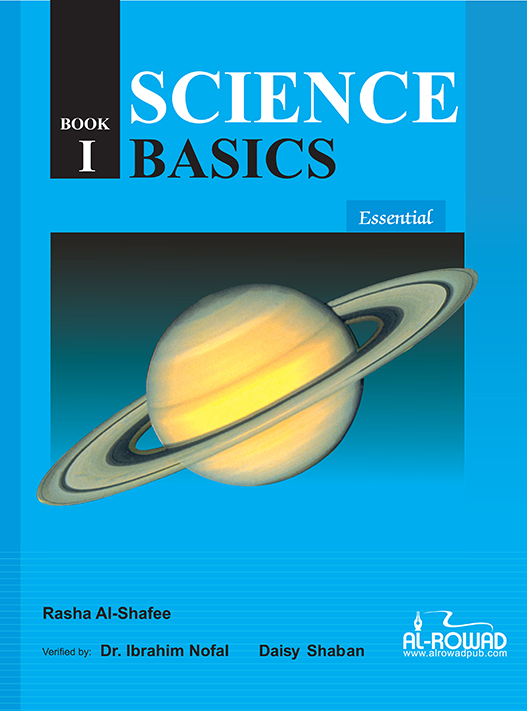 BOOK
I
SCIENCE
BASICS
Essential
Rasha Al-Shafee
Verified by: Dr. Ibrahim Nofal Daisy Shaban
AL-ROWAD
www.alrowadpub.com